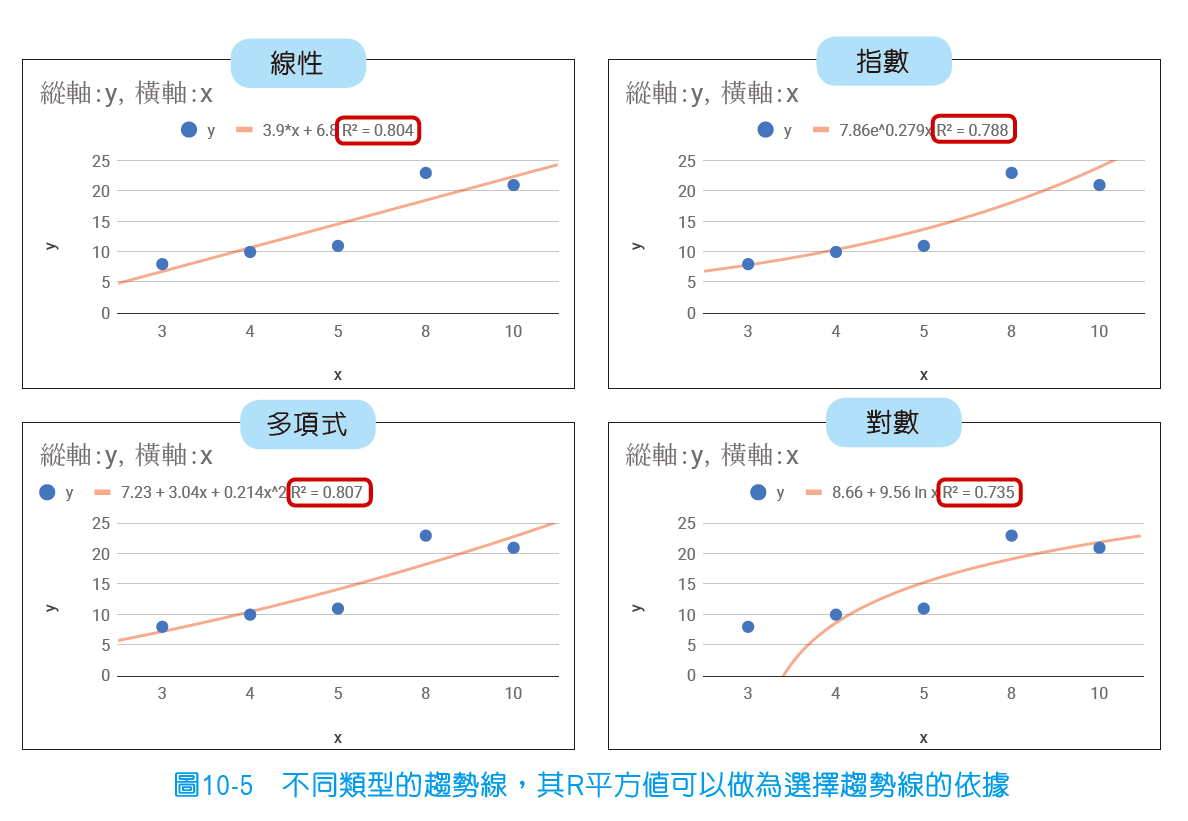 線性
縱軸:y, 橫軸:x
y 3.9*x + 6.8 R² = 0.804
25
20
15
10
5
0
y
3 4 5 8 10
x
指數
縱軸:y, 橫軸:x
y 7.86e^0.279x R² = 0.788
25
20
15
10
5
0
y
3 4 5 8 10
x
多項式
縱軸:y, 橫軸:x
y 7.23 + 3.04x + 0.214x^2 R² = 0.807
25
20
15
10
5
0
y
3 4 5 8 10
x
對數
縱軸:y, 橫軸:x
y 8.66 + 9.56 ln x R² = 0.735
25
20
15
10
5
0
y
3 4 5 8 10
x
圖10-5 不同類型的趨勢線，其R平方值可以做為選擇趨勢線的依據